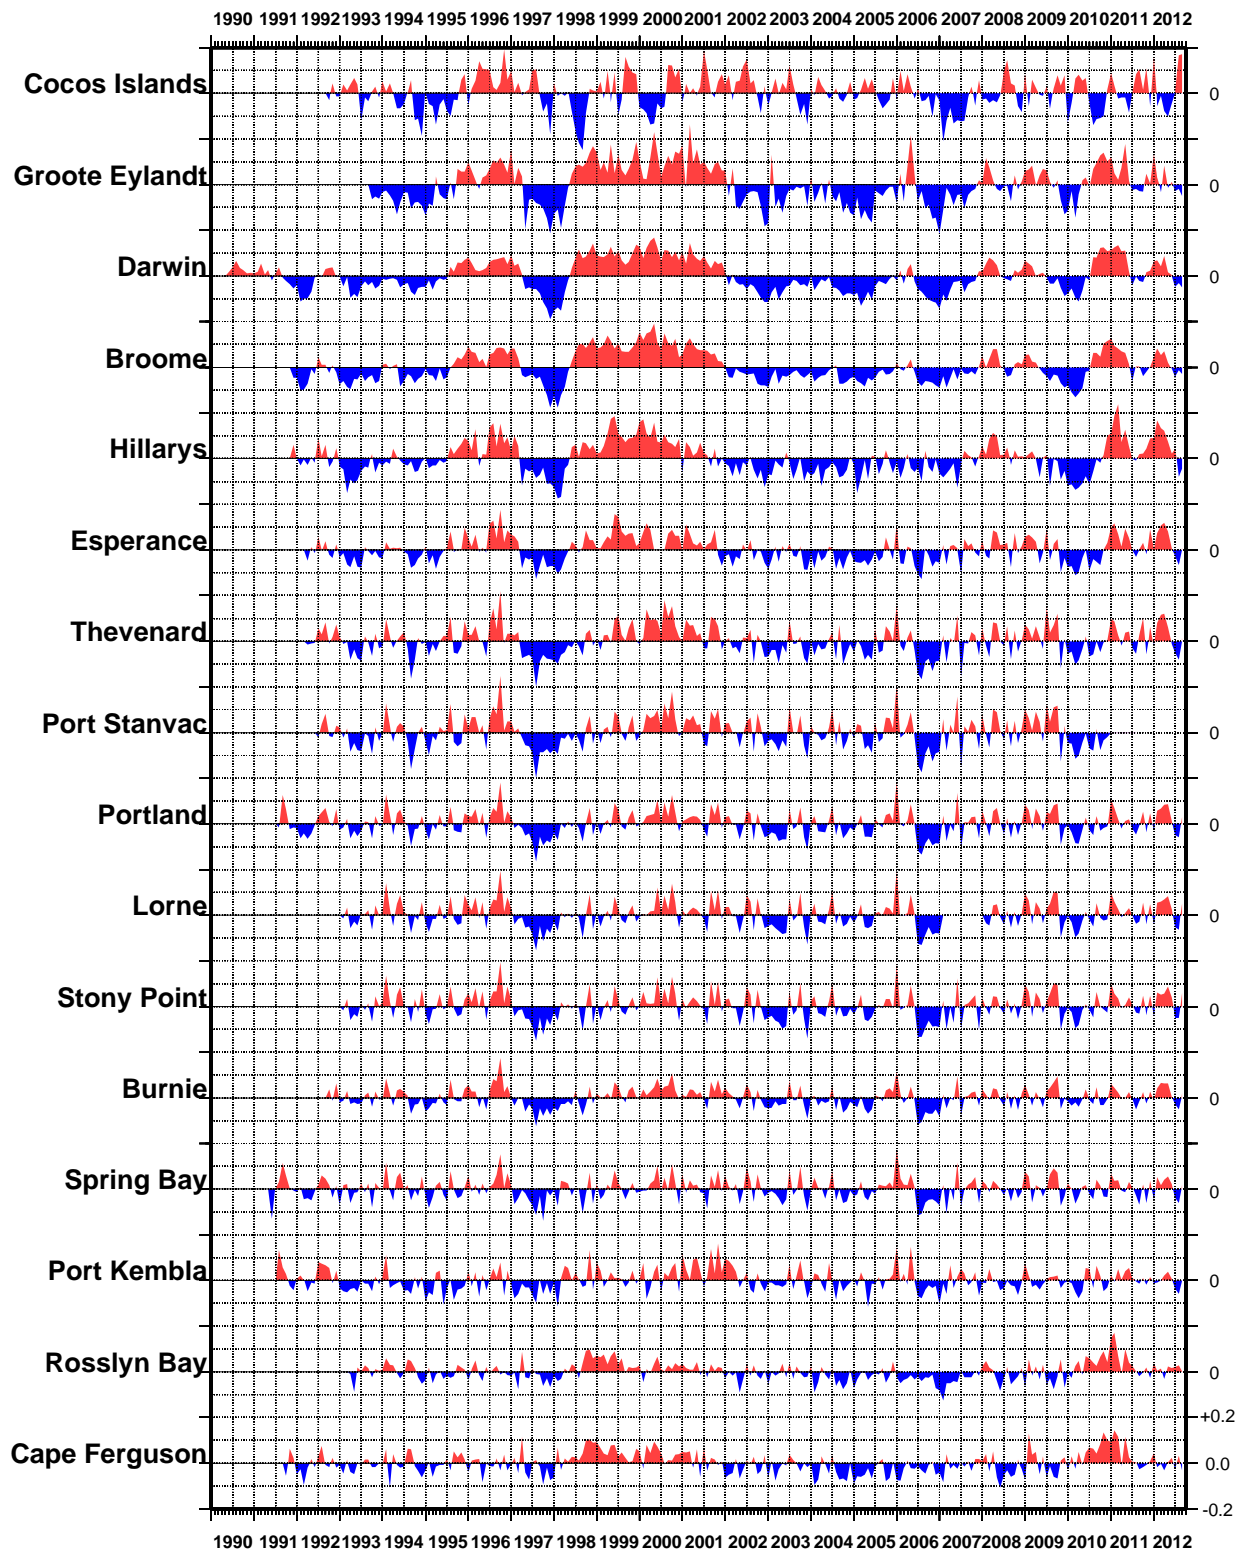 1990 1991 1992 1993 1994 1995 1996 1997 1998 1999 2000 2001 2002 2003 2004 2005 2006 2007 2008 2009 2010 2011 2012
Cocos Islands 0
Groote Eylandt 0
Darwin 0
Broome 0
Hillarys 0
Esperance 0
Thevenard 0
Port Stanvac 0
Portland 0
Lorne 0
Stony Point 0
Burnie 0
Spring Bay 0
Port Kembla 0
Rosslyn Bay 0
+0.2
Cape Ferguson 0.0
-0.2
1990 1991 1992 1993 1994 1995 1996 1997 1998 1999 2000 2001 2002 2003 2004 2005 2006 2007 2008 2009 2010 2011 2012